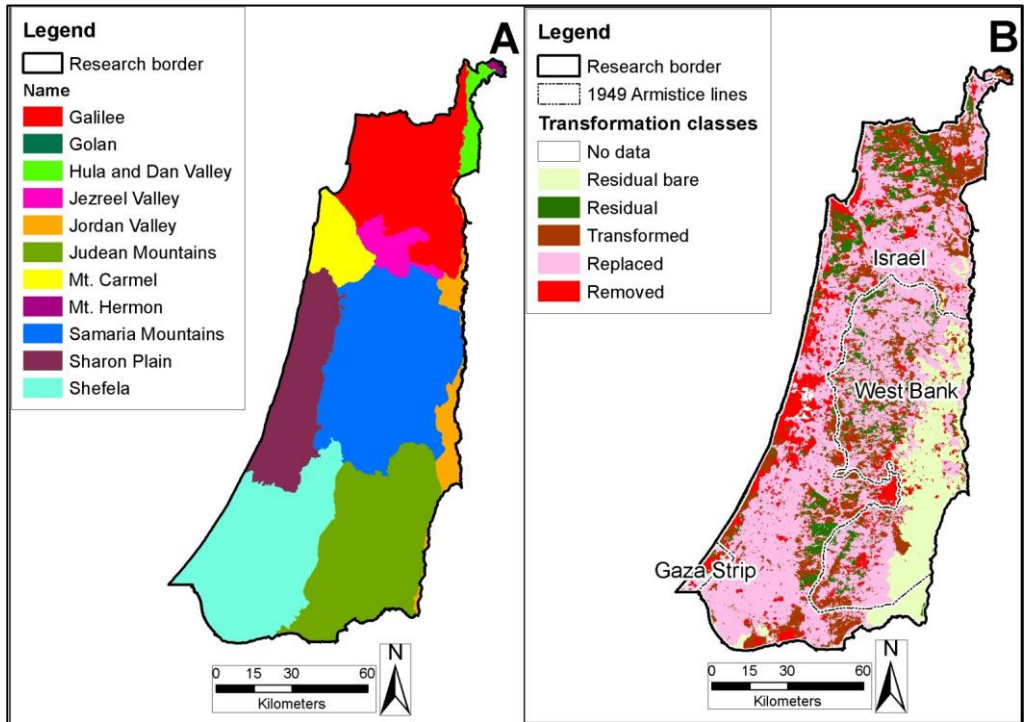 Legend
Research border
Name
Galilee
Golan
Hula and Dan Valley
Jezreel Valley
Jordan Valley
Judean Mountains
Mt. Carmel
Mt. Hermon
Samaria Mountains
Sharon Plain
Shefela
A
0 15 30 60
Kilometers
N
Legend
Research border
1949 Armistice lines
Transformation classes
No data
Residual bare
Residual
Transformed
Replaced
Removed
B
Israel
West Bank
Gaza Strip
0 15 30 60
Kilometers
N